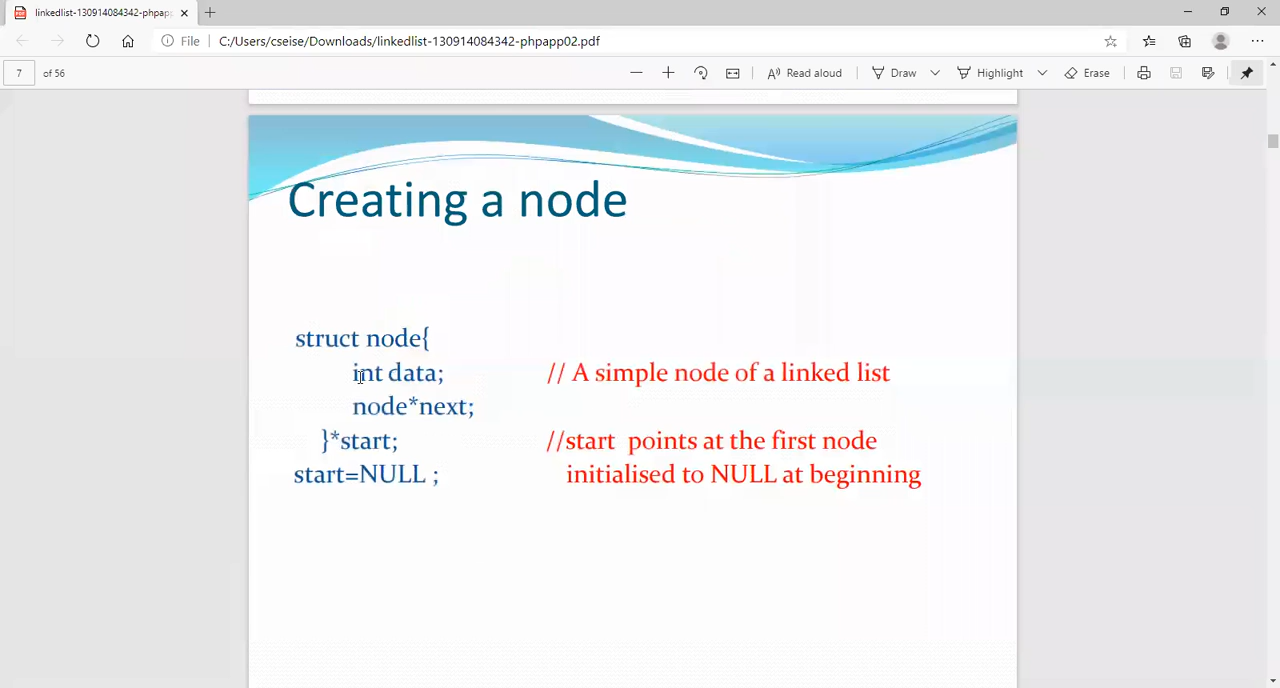 linkedlist-130914084342-phpapp
File C:/Users/cseise/Downloads/linkedlist-130914084342-phpapp02.pdf
7 of 56 Read aloud Draw Highlight Erase
Creating a node
struct node{
int data; // A simple node of a linked list
node*next;
}*start; //start points at the first node
start=NULL ; initialised to NULL at beginning